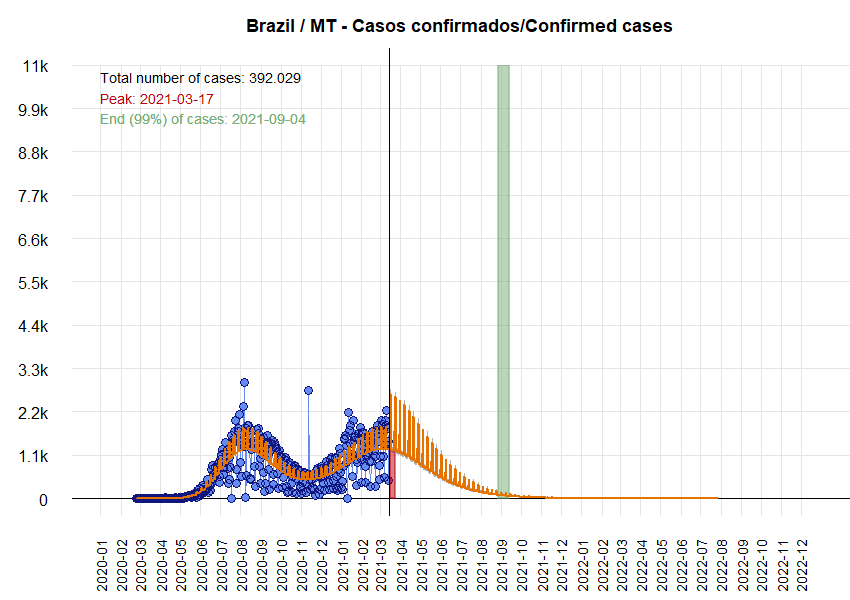 Brazil / MT - Casos confirmados/Confirmed cases
11k
Total number of cases: 392.029
Peak: 2021-03-17
9.9k
End (99%) of cases: 2021-09-04
8.8k
7.7k
6.6k
5.5k
4.4k
3.3k
2.2k
1.1k
0
2020-01
2020-02
2020-03
2020-04
2020-05
2020-06
2020-07
2020-08
2020-09
2020-10
2020-11
2020-12
2021-01
2021-02
2021-03
2021-04
2021-05
2021-06
2021-07
2021-08
2021-09
2021-10
2021-11
2021-12
2022-01
2022-02
2022-03
2022-04
2022-05
2022-06
2022-07
2022-08
2022-09
2022-10
2022-11
2022-12